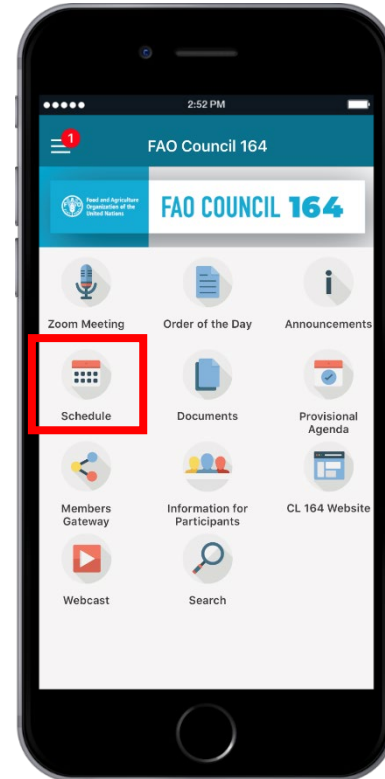 2:52 PM
1
FAO Council 164
Food and Agriculture
Organization of the
United Nations
FAO COUNCIL 164
Zoom Meeting
Order of the Day
Announcements
Schedule
Documents
Provisional
Agenda
Members
Gateway
Information for
Participants
CL 164 Website
Webcast
Search